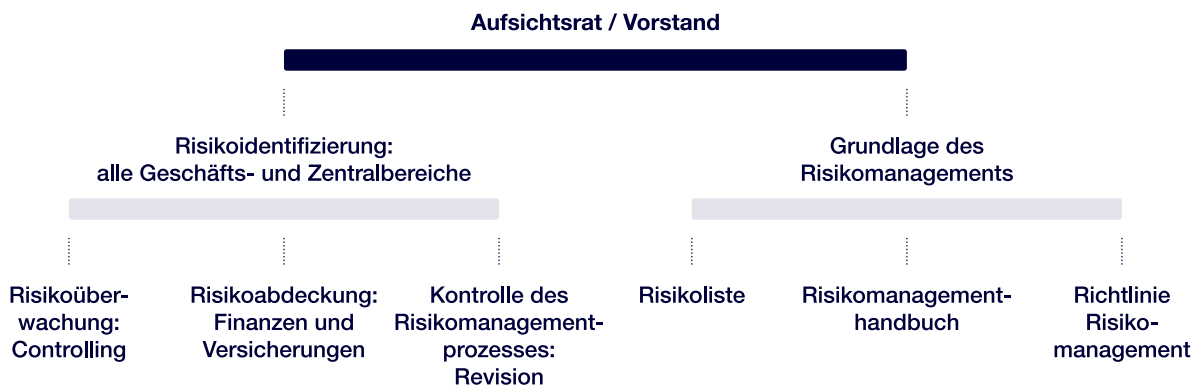 Aufsichtsrat / Vorstand
Risikoidentifizierung:
alle Geschäfts- und Zentralbereiche
Grundlage des
Risikomanagements
Risikoüber-
wachung:
Controlling
Risikoabdeckung:
Finanzen und
Versicherungen
Kontrolle des
Risikomanagement-
prozesses:
Revision
Risikoliste
Risikomanagement-
handbuch
Richtlinie
Risiko-
management